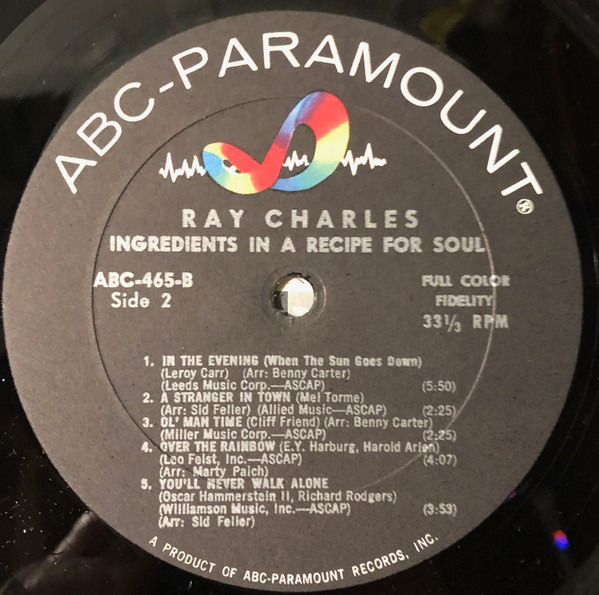 ABC-PARAMOUNT®
RAY CHARLES
INGREDIENTS IN A RECIPE FOR SOUL
ABC-465-B
Side 2
FULL COLOR
FIDELITY
33⅓ RPM
1. IN THE EVENING (When The Sun Goes Down)
(Leroy Carr) (Arr: Benny Carter)
(Leeds Music Corp.—ASCAP) (5:50)
2. A STRANGER IN TOWN (Mel Torme)
(Arr: Sid Feller) (Allied Music—ASCAP) (2:25)
3. OL' MAN TIME (Cliff Friend) (Arr: Benny Carter)
(Miller Music Corp.—ASCAP) (2:25)
4. OVER THE RAINBOW (E.Y. Harburg, Harold Arlen)
(Leo Feist, Inc.—ASCAP) (4:07)
(Arr: Marty Paich)
5. YOU'LL NEVER WALK ALONE
(Oscar Hammerstein II, Richard Rodgers)
(Williamson Music, Inc.—ASCAP) (3:53)
(Arr: Sid Feller)
A PRODUCT OF ABC-PARAMOUNT RECORDS, INC.